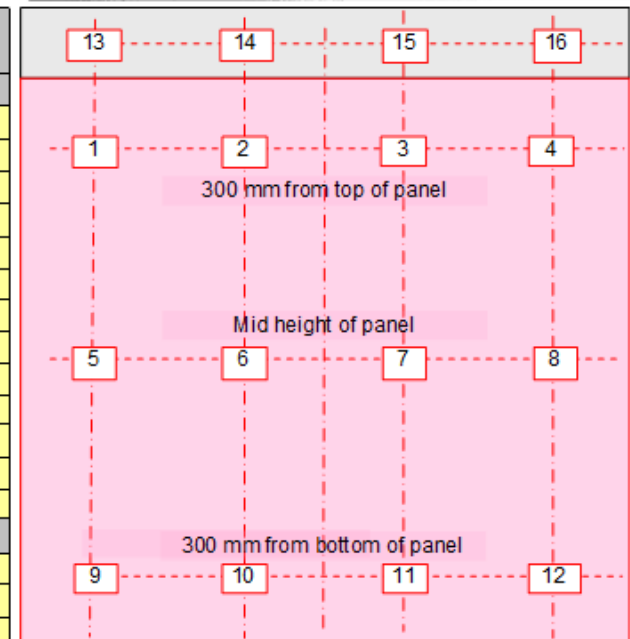 13 14 15 16
1 2 3 4
300 mm from top of panel
Mid height of panel
5 6 7 8
300 mm from bottom of panel
9 10 11 12